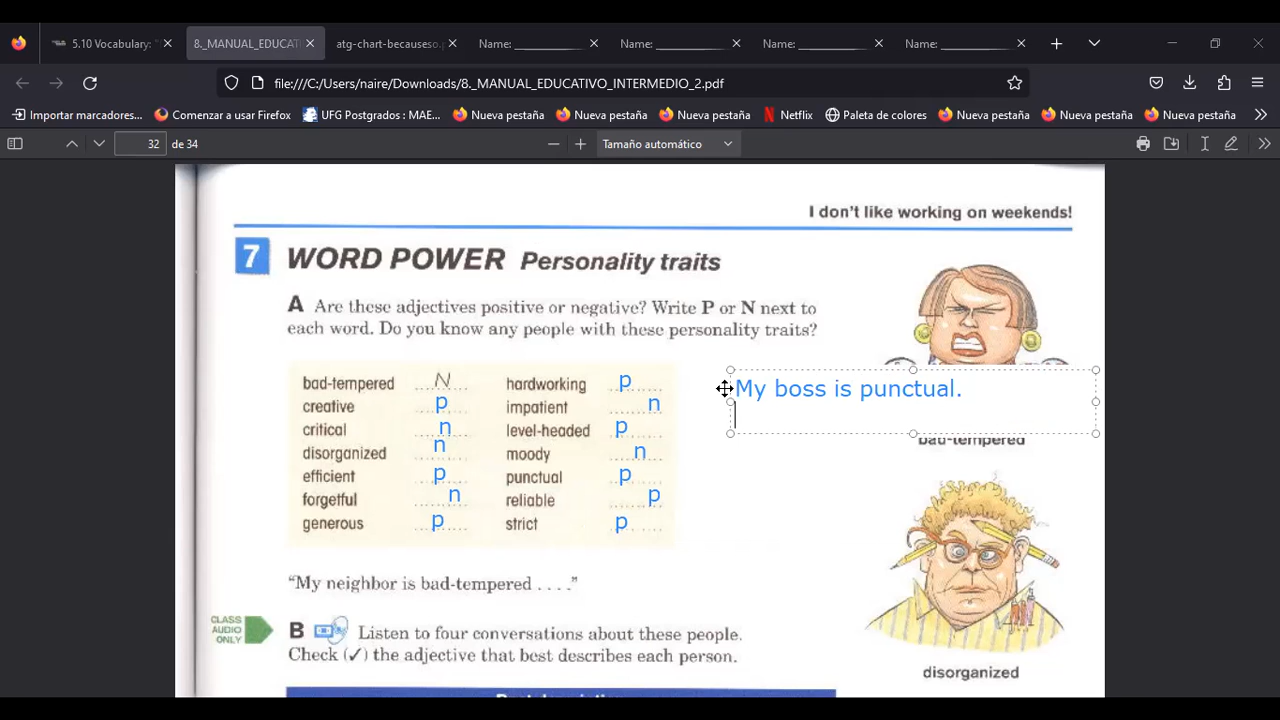 5.10 Vocabulary: "
8._MANUAL_EDUCATI
atg-chart-becauseso.p
Name: __________
Name: __________
Name: __________
Name: __________
file:///C:/Users/naire/Downloads/8._MANUAL_EDUCATIVO_INTERMEDIO_2.pdf
Importar marcadores...
Comenzar a usar Firefox
UFG Postgrados : MAE...
Nueva pestaña
Nueva pestaña
Nueva pestaña
Netflix
Paleta de colores
Nueva pestaña
Nueva pestaña
Nueva pestaña
32 de 34
Tamaño automático
I don't like working on weekends!
7 WORD POWER Personality traits
A Are these adjectives positive or negative? Write P or N next to
each word. Do you know any people with these personality traits?
bad-tempered N hardworking p
creative p impatient n
critical n level-headed p
disorganized n moody n
efficient p punctual p
forgetful n reliable p
generous p strict p
My boss is punctual.
bad-tempered
"My neighbor is bad-tempered . . . ."
CLASS
AUDIO
ONLY
B Listen to four conversations about these people.
Check (✓) the adjective that best describes each person.
disorganized